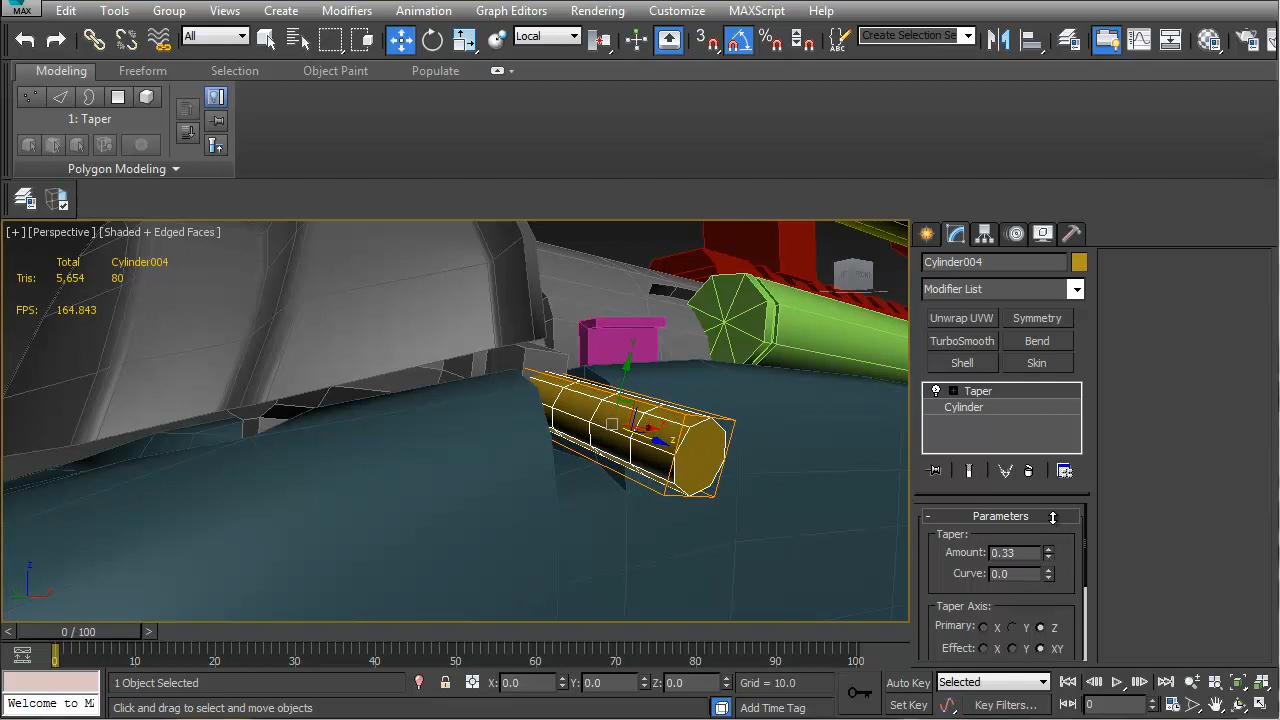 MAX Edit Tools Group Views Create Modifiers Animation Graph Editors Rendering Customize MAXScript Help
All Local 3 Create Selection Se
Modeling Freeform Selection Object Paint Populate
1: Taper
Polygon Modeling
[+] [Perspective] [Shaded + Edged Faces]
Total Cylinder004
Tris: 5,654 80
FPS: 164.843
y
x
z
z
x
Cylinder004
Modifier List
Unwrap UVW Symmetry
TurboSmooth Bend
Shell Skin
Taper
Cylinder
- Parameters
Taper:
Amount: 0.33
Curve: 0.0
Taper Axis:
Primary: X Y Z
Effect: X Y XY
< 0 / 100 >
0 10 20 30 40 50 60 70 80 90 100
1 Object Selected X: 0.0 Y: 0.0 Z: 0.0 Grid = 10.0 Auto Key Selected
Welcome to M Click and drag to select and move objects Add Time Tag Set Key Key Filters... 0